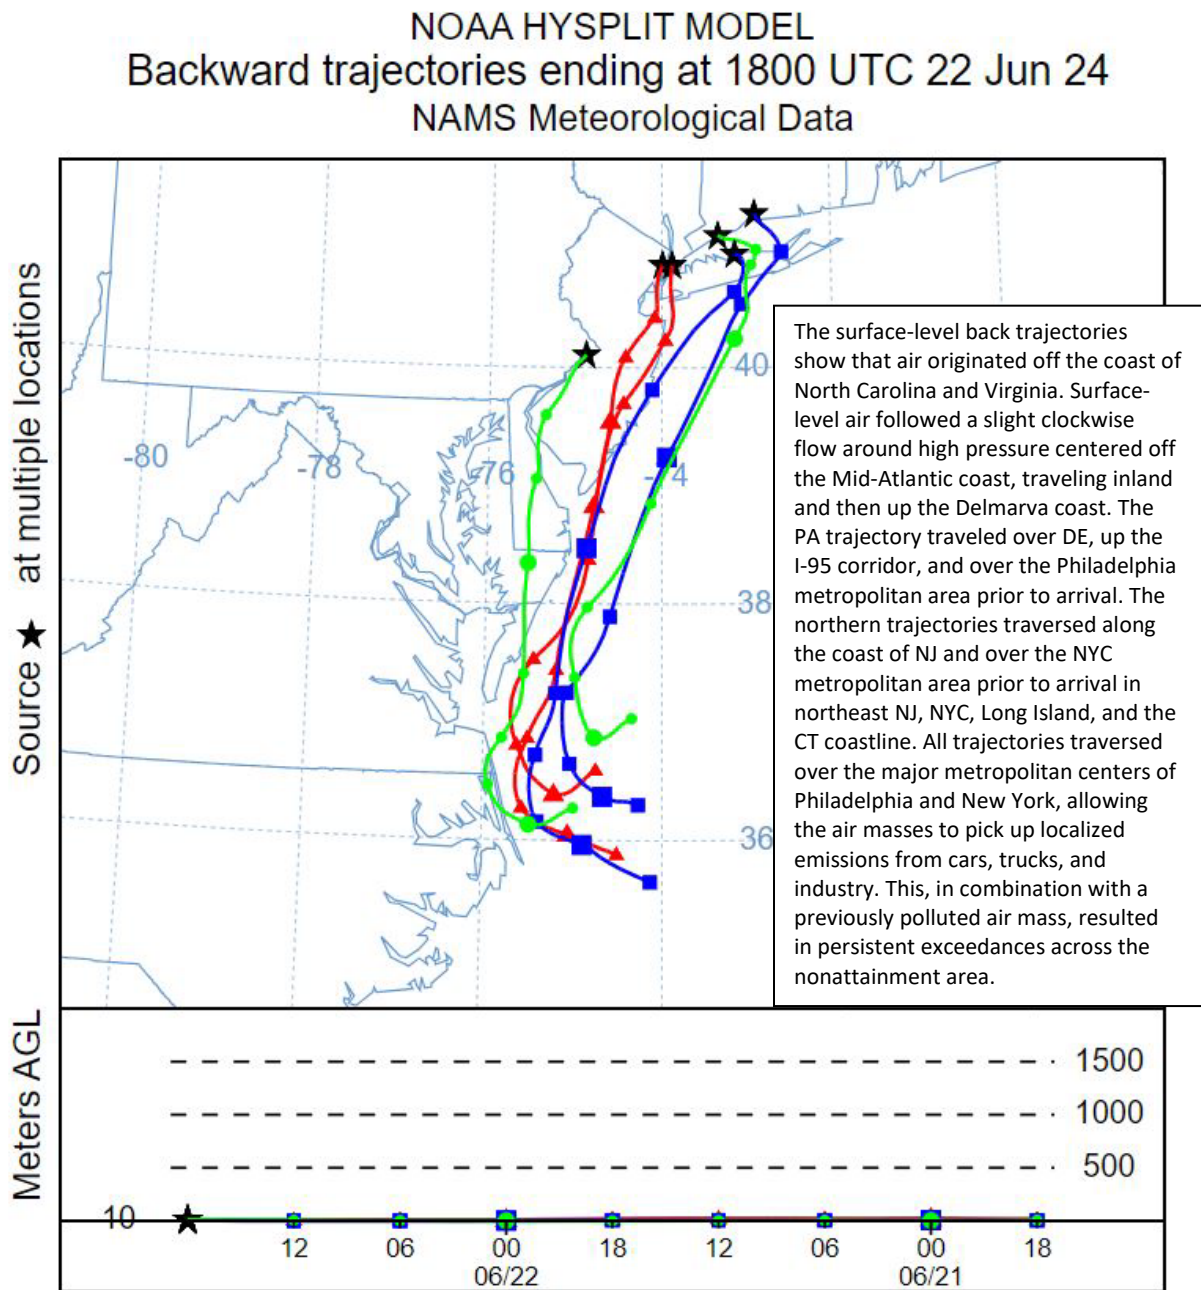 NOAA HYSPLIT MODEL
Backward trajectories ending at 1800 UTC 22 Jun 24
NAMS Meteorological Data
Source ★ at multiple locations
-80
-78
-76
-74
40
38
36
The surface-level back trajectories
show that air originated off the coast of
North Carolina and Virginia. Surface-
level air followed a slight clockwise
flow around high pressure centered off
the Mid-Atlantic coast, traveling inland
and then up the Delmarva coast. The
PA trajectory traveled over DE, up the
I-95 corridor, and over the Philadelphia
metropolitan area prior to arrival. The
northern trajectories traversed along
the coast of NJ and over the NYC
metropolitan area prior to arrival in
northeast NJ, NYC, Long Island, and the
CT coastline. All trajectories traversed
over the major metropolitan centers of
Philadelphia and New York, allowing
the air masses to pick up localized
emissions from cars, trucks, and
industry. This, in combination with a
previously polluted air mass, resulted
in persistent exceedances across the
nonattainment area.
Meters AGL
1500
1000
500
10
12 06 00 18 12 06 00 18
06/22 06/21